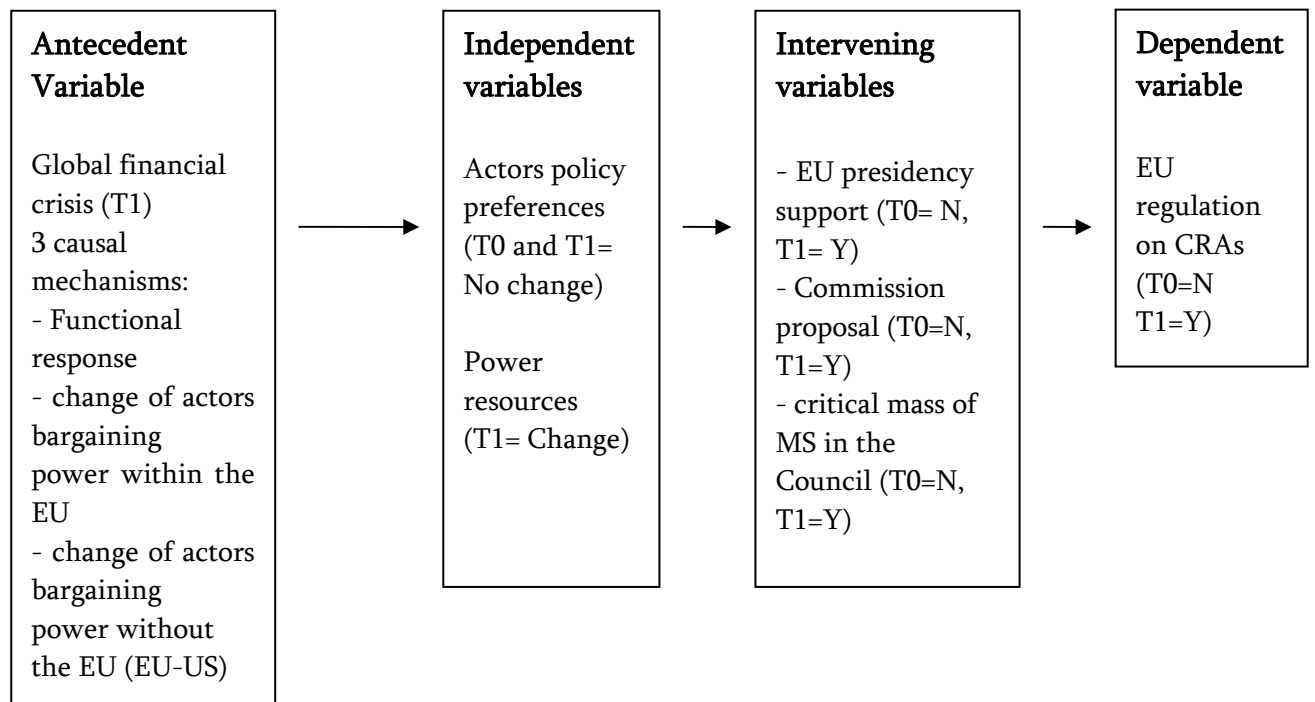 Antecedent
Variable
Global financial
crisis (T1)
3 causal
mechanisms:
- Functional
response
- change of actors
bargaining
power within the
EU
- change of actors
bargaining
power without
the EU (EU-US)
Independent
variables
Actors policy
preferences
(T0 and T1=
No change)
Power
resources
(T1= Change)
Intervening
variables
- EU presidency
support (T0= N,
T1= Y)
- Commission
proposal (T0=N,
T1=Y)
- critical mass of
MS in the
Council (T0=N,
T1=Y)
Dependent
variable
EU
regulation
on CRAs
(T0=N
T1=Y)